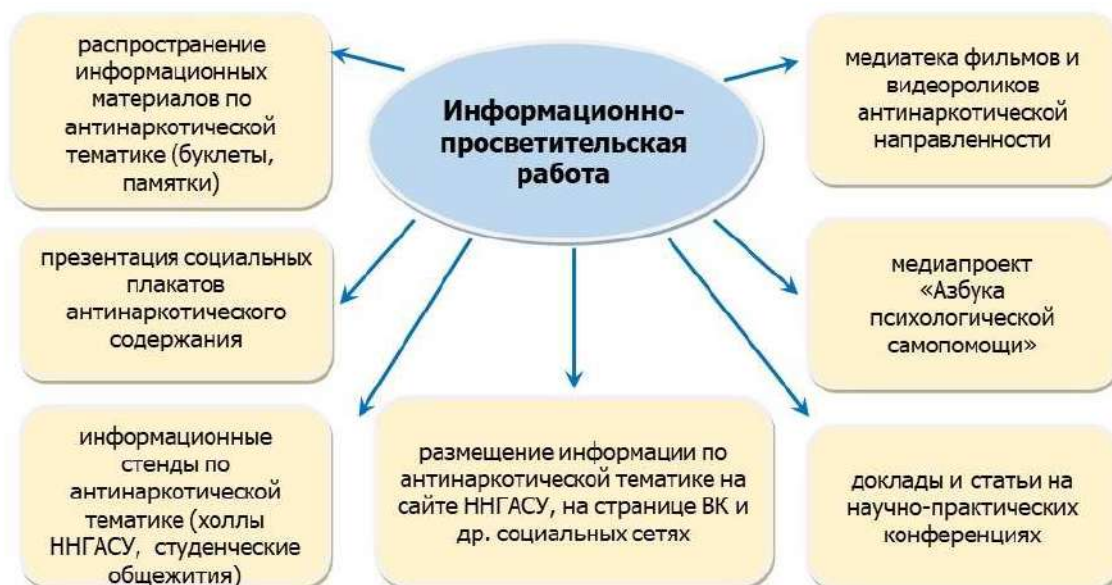 распространение
информационных
материалов по
антинаркотической
тематике (буклеты,
памятки)
Информационно-
просветительская
работа
медиатека фильмов и
видеороликов
антинаркотической
направленности
презентация социальных
плакатов
антинаркотического
содержания
медиапроект
«Азбука
психологической
самопомощи»
информационные
стенды по
антинаркотической
тематике (холлы
ННГАСУ, студенческие
общежития)
размещение информации по
антинаркотической тематике на
сайте ННГАСУ, на странице ВК и
др. социальных сетях
доклады и статьи на
научно-практических
конференциях